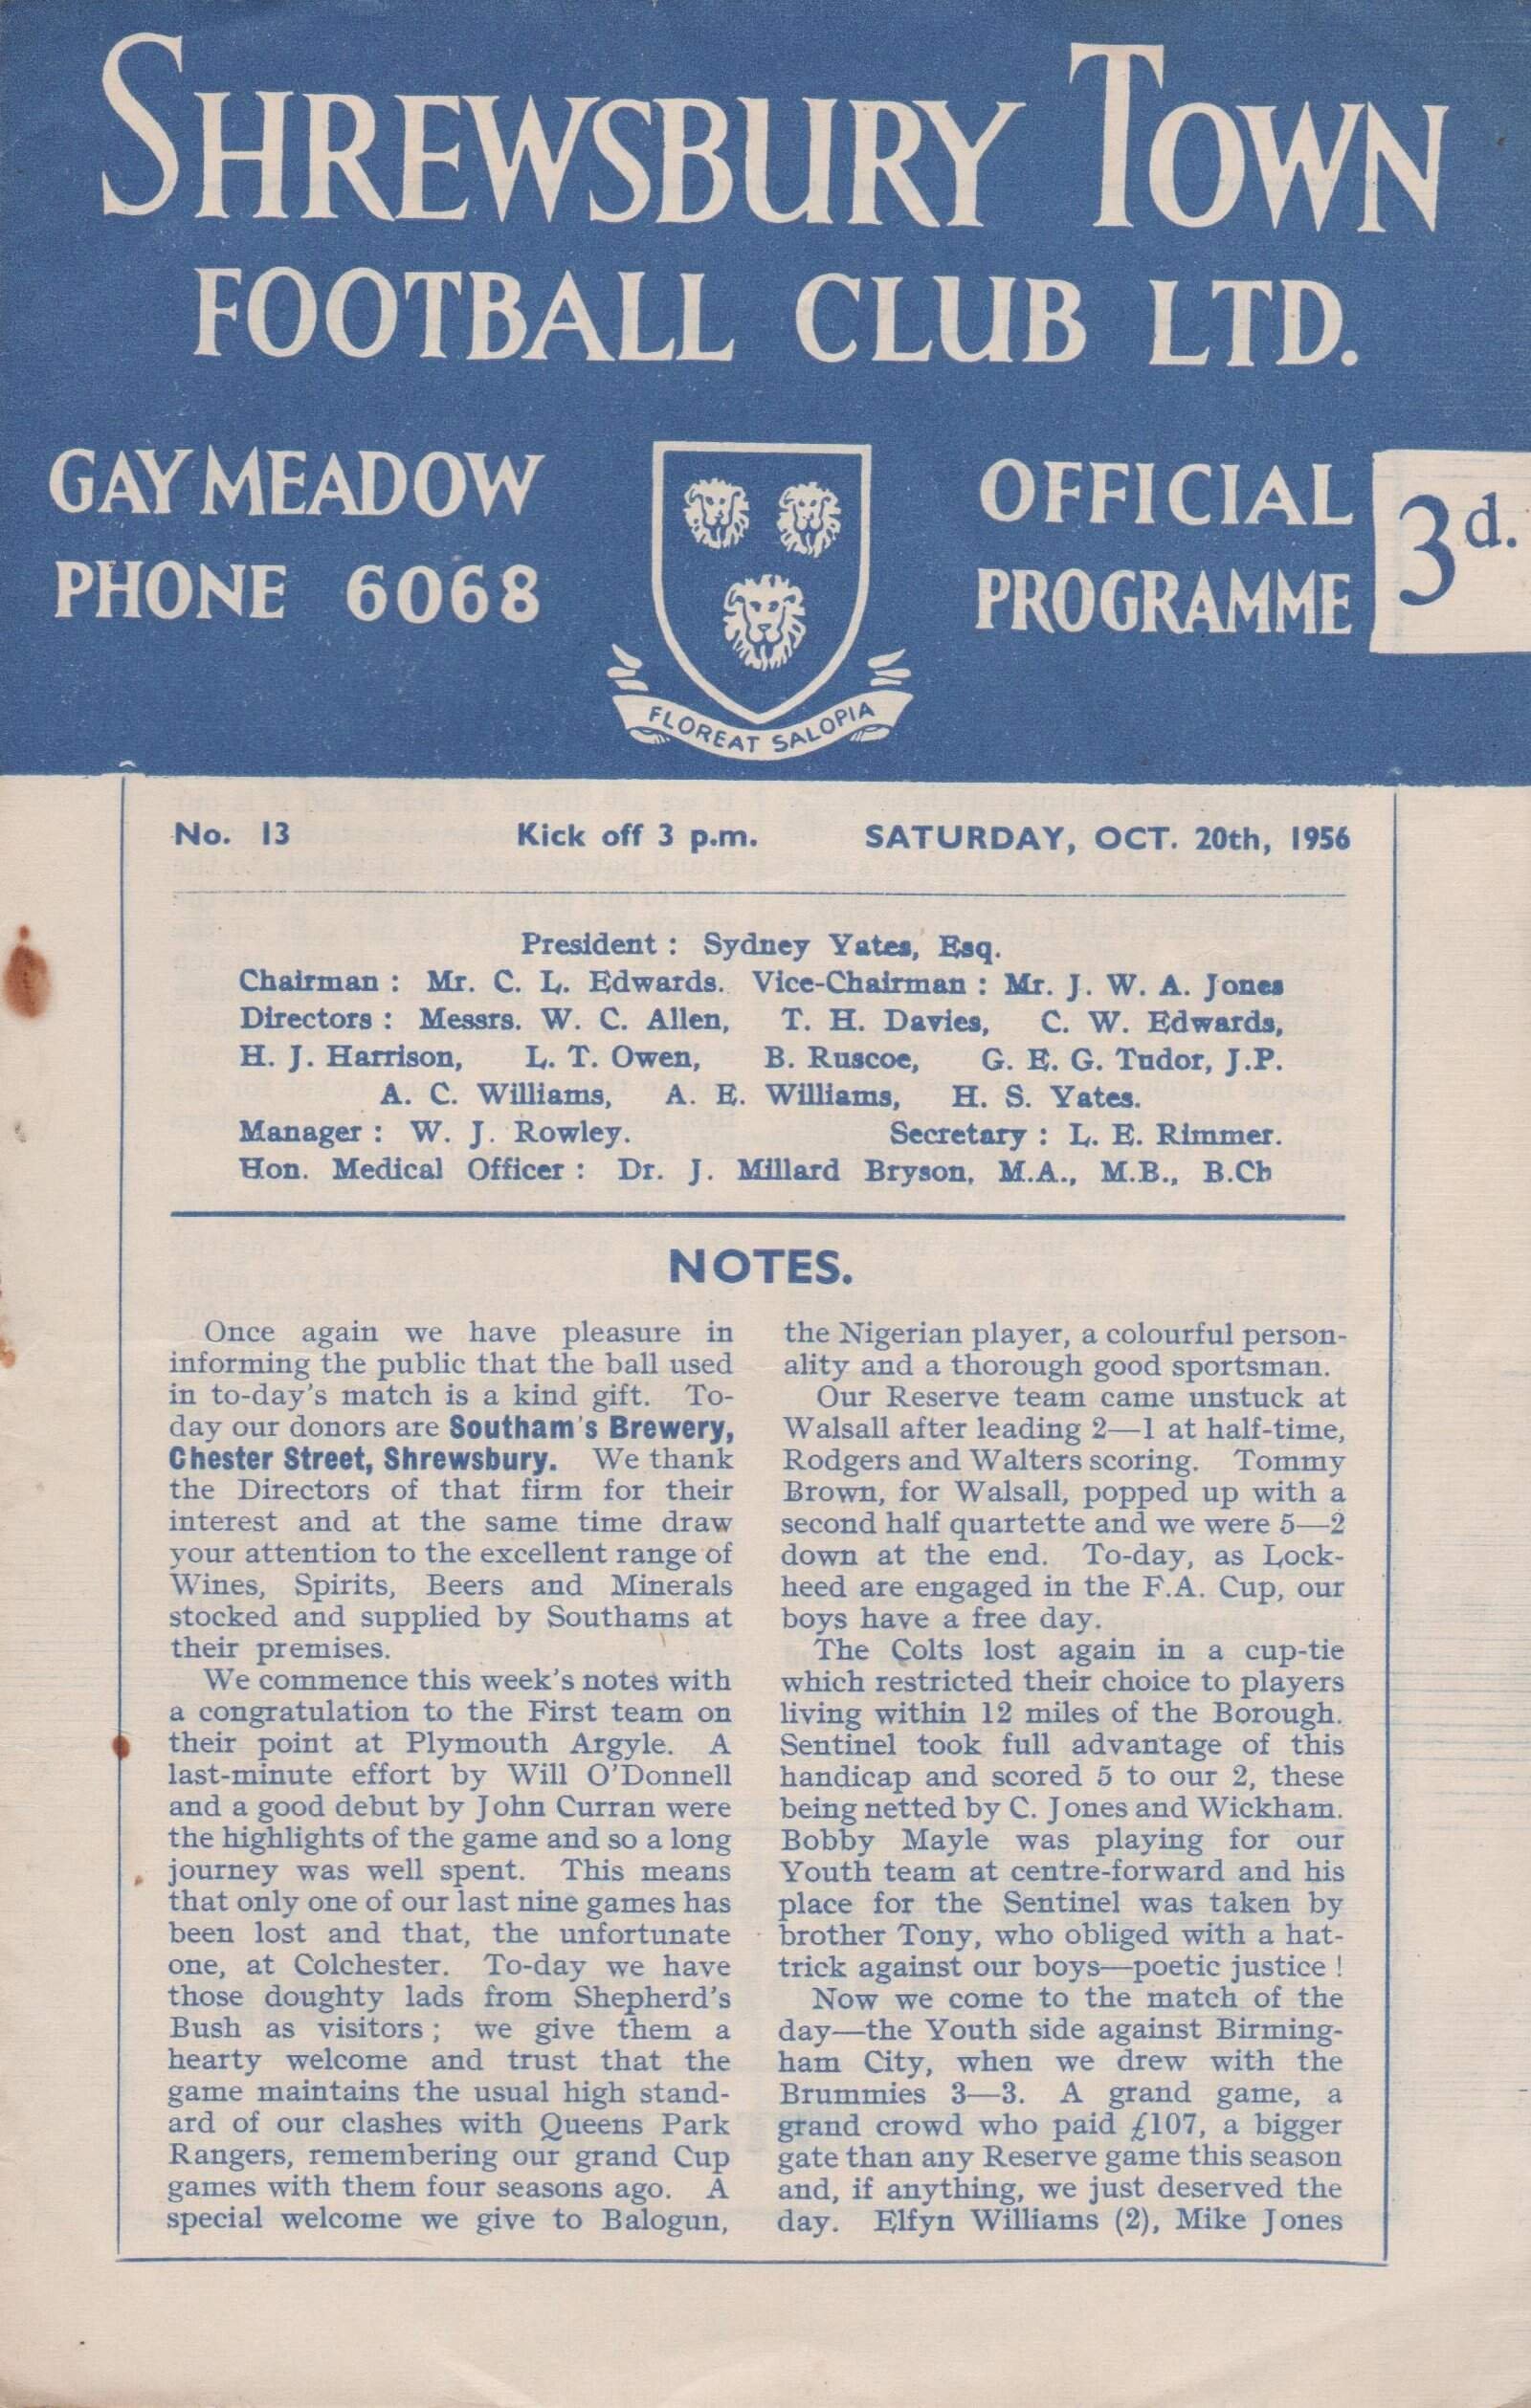 SHREWSBURY TOWN
FOOTBALL CLUB LTD.
GAY MEADOW
PHONE 6068
FLOREAT SALOPIA
OFFICIAL
PROGRAMME
3d.
No. 13 Kick off 3 p.m. SATURDAY, OCT. 20th, 1956
President : Sydney Yates, Esq.
Chairman : Mr. C. L. Edwards. Vice-Chairman : Mr. J. W. A. Jones
Directors : Messrs. W. C. Allen, T. H. Davies, C. W. Edwards,
H. J. Harrison, L. T. Owen, B. Ruscoe, G. E. G. Tudor, J.P.
A. C. Williams, A. E. Williams, H. S. Yates.
Manager : W. J. Rowley. Secretary : L. E. Rimmer.
Hon. Medical Officer : Dr. J. Millard Bryson, M.A., M.B., B.Ch
NOTES.
Once again we have pleasure in
informing the public that the ball used
in to-day's match is a kind gift. To-
day our donors are Southam's Brewery,
Chester Street, Shrewsbury. We thank
the Directors of that firm for their
interest and at the same time draw
your attention to the excellent range of
Wines, Spirits, Beers and Minerals
stocked and supplied by Southams at
their premises.
We commence this week's notes with
a congratulation to the First team on
their point at Plymouth Argyle. A
last-minute effort by Will O'Donnell
and a good debut by John Curran were
the highlights of the game and so a long
journey was well spent. This means
that only one of our last nine games has
been lost and that, the unfortunate
one, at Colchester. To-day we have
those doughty lads from Shepherd's
Bush as visitors ; we give them a
hearty welcome and trust that the
game maintains the usual high stand-
ard of our clashes with Queens Park
Rangers, remembering our grand Cup
games with them four seasons ago. A
special welcome we give to Balogun,
the Nigerian player, a colourful person-
ality and a thorough good sportsman.
Our Reserve team came unstuck at
Walsall after leading 2—1 at half-time,
Rodgers and Walters scoring. Tommy
Brown, for Walsall, popped up with a
second half quartette and we were 5—2
down at the end. To-day, as Lock-
heed are engaged in the F.A. Cup, our
boys have a free day.
The Colts lost again in a cup-tie
which restricted their choice to players
living within 12 miles of the Borough.
Sentinel took full advantage of this
handicap and scored 5 to our 2, these
being netted by C. Jones and Wickham.
Bobby Mayle was playing for our
Youth team at centre-forward and his
place for the Sentinel was taken by
brother Tony, who obliged with a hat-
trick against our boys—poetic justice !
Now we come to the match of the
day—the Youth side against Birming-
ham City, when we drew with the
Brummies 3—3. A grand game, a
grand crowd who paid £107, a bigger
gate than any Reserve game this season
and, if anything, we just deserved the
day. Elfyn Williams (2), Mike Jones